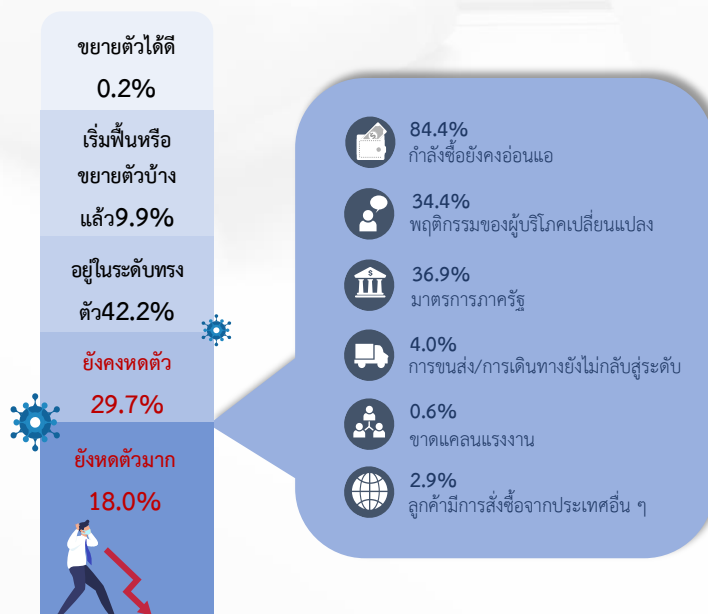 ขยายตัวได้ดี
0.2%
เริ่มฟื้นหรือ
ขยายตัวบ้าง
แล้ว9.9%
อยู่ในระดับทรง
ตัว42.2%
ยังคงหดตัว
29.7%
ยังหดตัวมาก
18.0%
84.4%
กำลังซื้อยังคงอ่อนแอ
34.4%
พฤติกรรมของผู้บริโภคเปลี่ยนแปลง
36.9%
มาตรการภาครัฐ
4.0%
การขนส่ง/การเดินทางยังไม่กลับสู่ระดับ
0.6%
ขาดแคลนแรงงาน
2.9%
ลูกค้ามีการสั่งซื้อจากประเทศอื่น ๆ